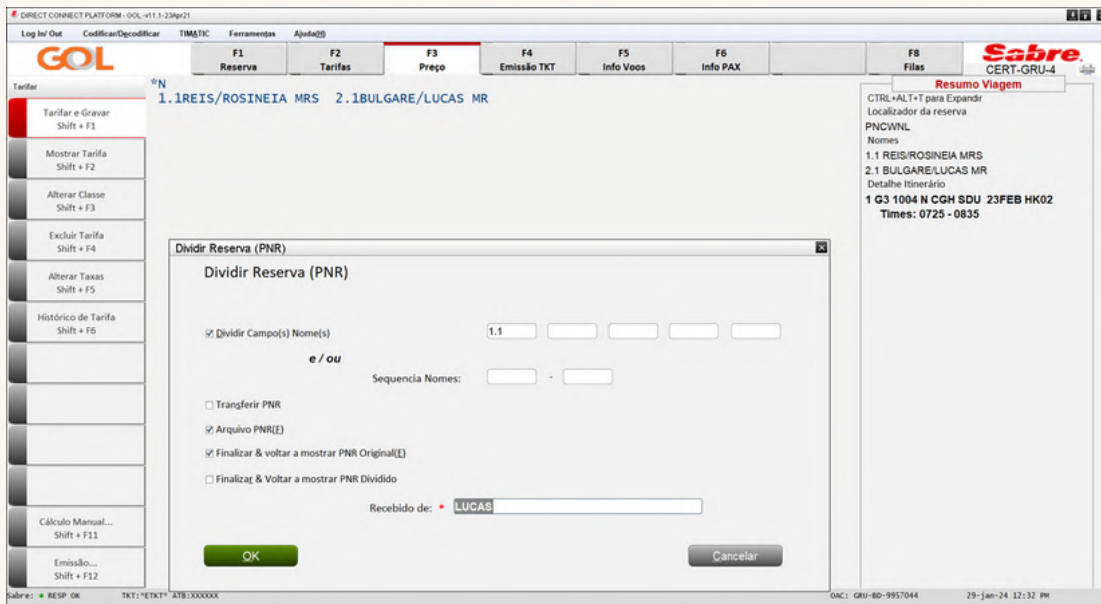 DIRECT CONNECT PLATFORM - GOL -v11.1-23Apr21
Log In/ Out Codificar/Decodificar TIMATIC Ferramentas Ajuda(H)
GOL
F1 Reserva
F2 Tarifas
F3 Preço
F4 Emissão TKT
F5 Info Voos
F6 Info PAX
F8 Filas
Sabre.
CERT-GRU-4
Tarifar
Tarifar e Gravar
Shift + F1
Mostrar Tarifa
Shift + F2
Alterar Classe
Shift + F3
Excluir Tarifa
Shift + F4
Alterar Taxas
Shift + F5
Histórico de Tarifa
Shift + F6
Cálculo Manual...
Shift + F11
Emissão...
Shift + F12
*N
1.1REIS/ROSINEIA MRS 2.1BULGARE/LUCAS MR
Dividir Reserva (PNR)
Dividir Reserva (PNR)
Dividir Campo(s) Nome(s) 1.1
e / ou
Sequencia Nomes: -
Transferir PNR
Arquivo PNR(F)
Finalizar & voltar a mostrar PNR Original(E)
Finalizar & Voltar a mostrar PNR Dividido
Recebido de: * LUCAS
OK Cancelar
Resumo Viagem
CTRL+ALT+T para Expandir
Localizador da reserva
PNCWNL
Nomes
1.1 REIS/ROSINEIA MRS
2.1 BULGARE/LUCAS MR
Detalhe Itinerário
1 G3 1004 N CGH SDU 23FEB HK02
Times: 0725 - 0835
Sabre: RESP OK TKT:*ETKT* ATB:XXXXXX OAC: GRU-BD-9957044 29-jan-24 12:32 PM